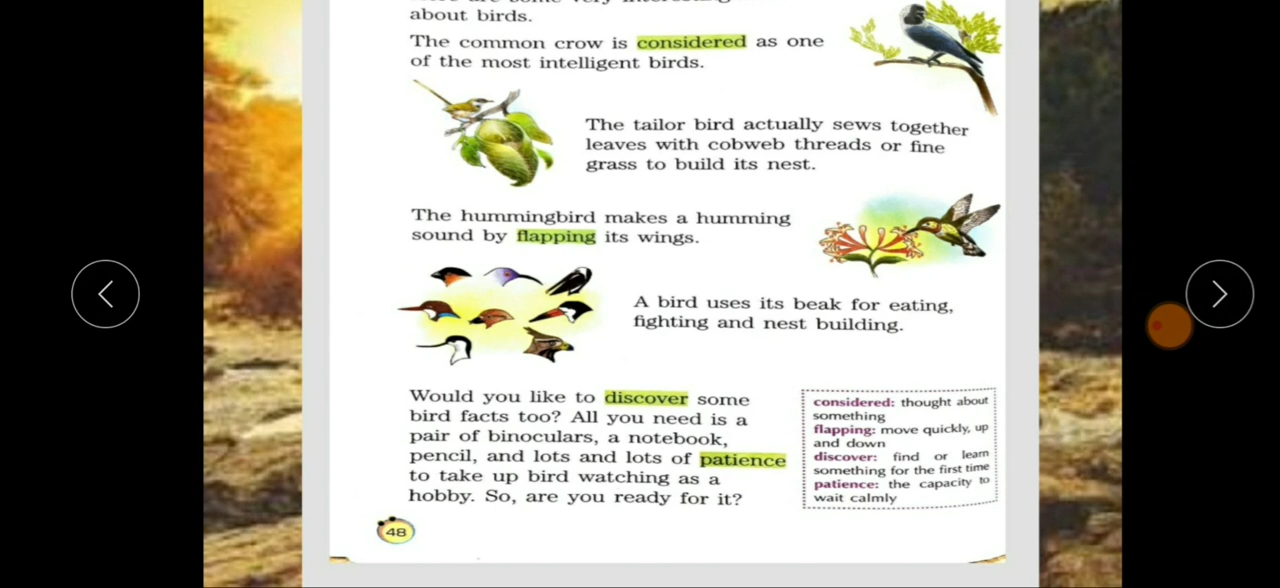 about birds.
The common crow is considered as one
of the most intelligent birds.
The tailor bird actually sews together
leaves with cobweb threads or fine
grass to build its nest.
The hummingbird makes a humming
sound by flapping its wings.
A bird uses its beak for eating,
fighting and nest building.
Would you like to discover some
bird facts too? All you need is a
pair of binoculars, a notebook,
pencil, and lots and lots of patience
to take up bird watching as a
hobby. So, are you ready for it?
considered: thought about
something
flapping: move quickly, up
and down
discover: find or learn
something for the first time
patience: the capacity to
wait calmly
48